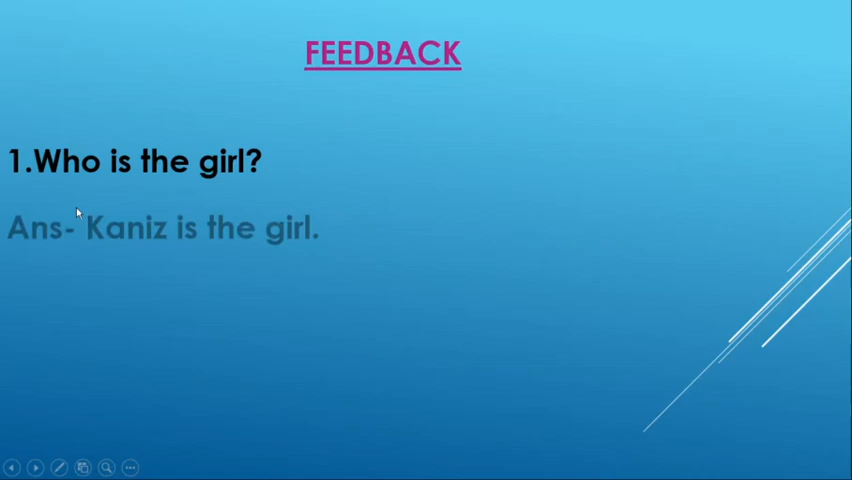 FEEDBACK
1.Who is the girl?
Ans- Kaniz is the girl.